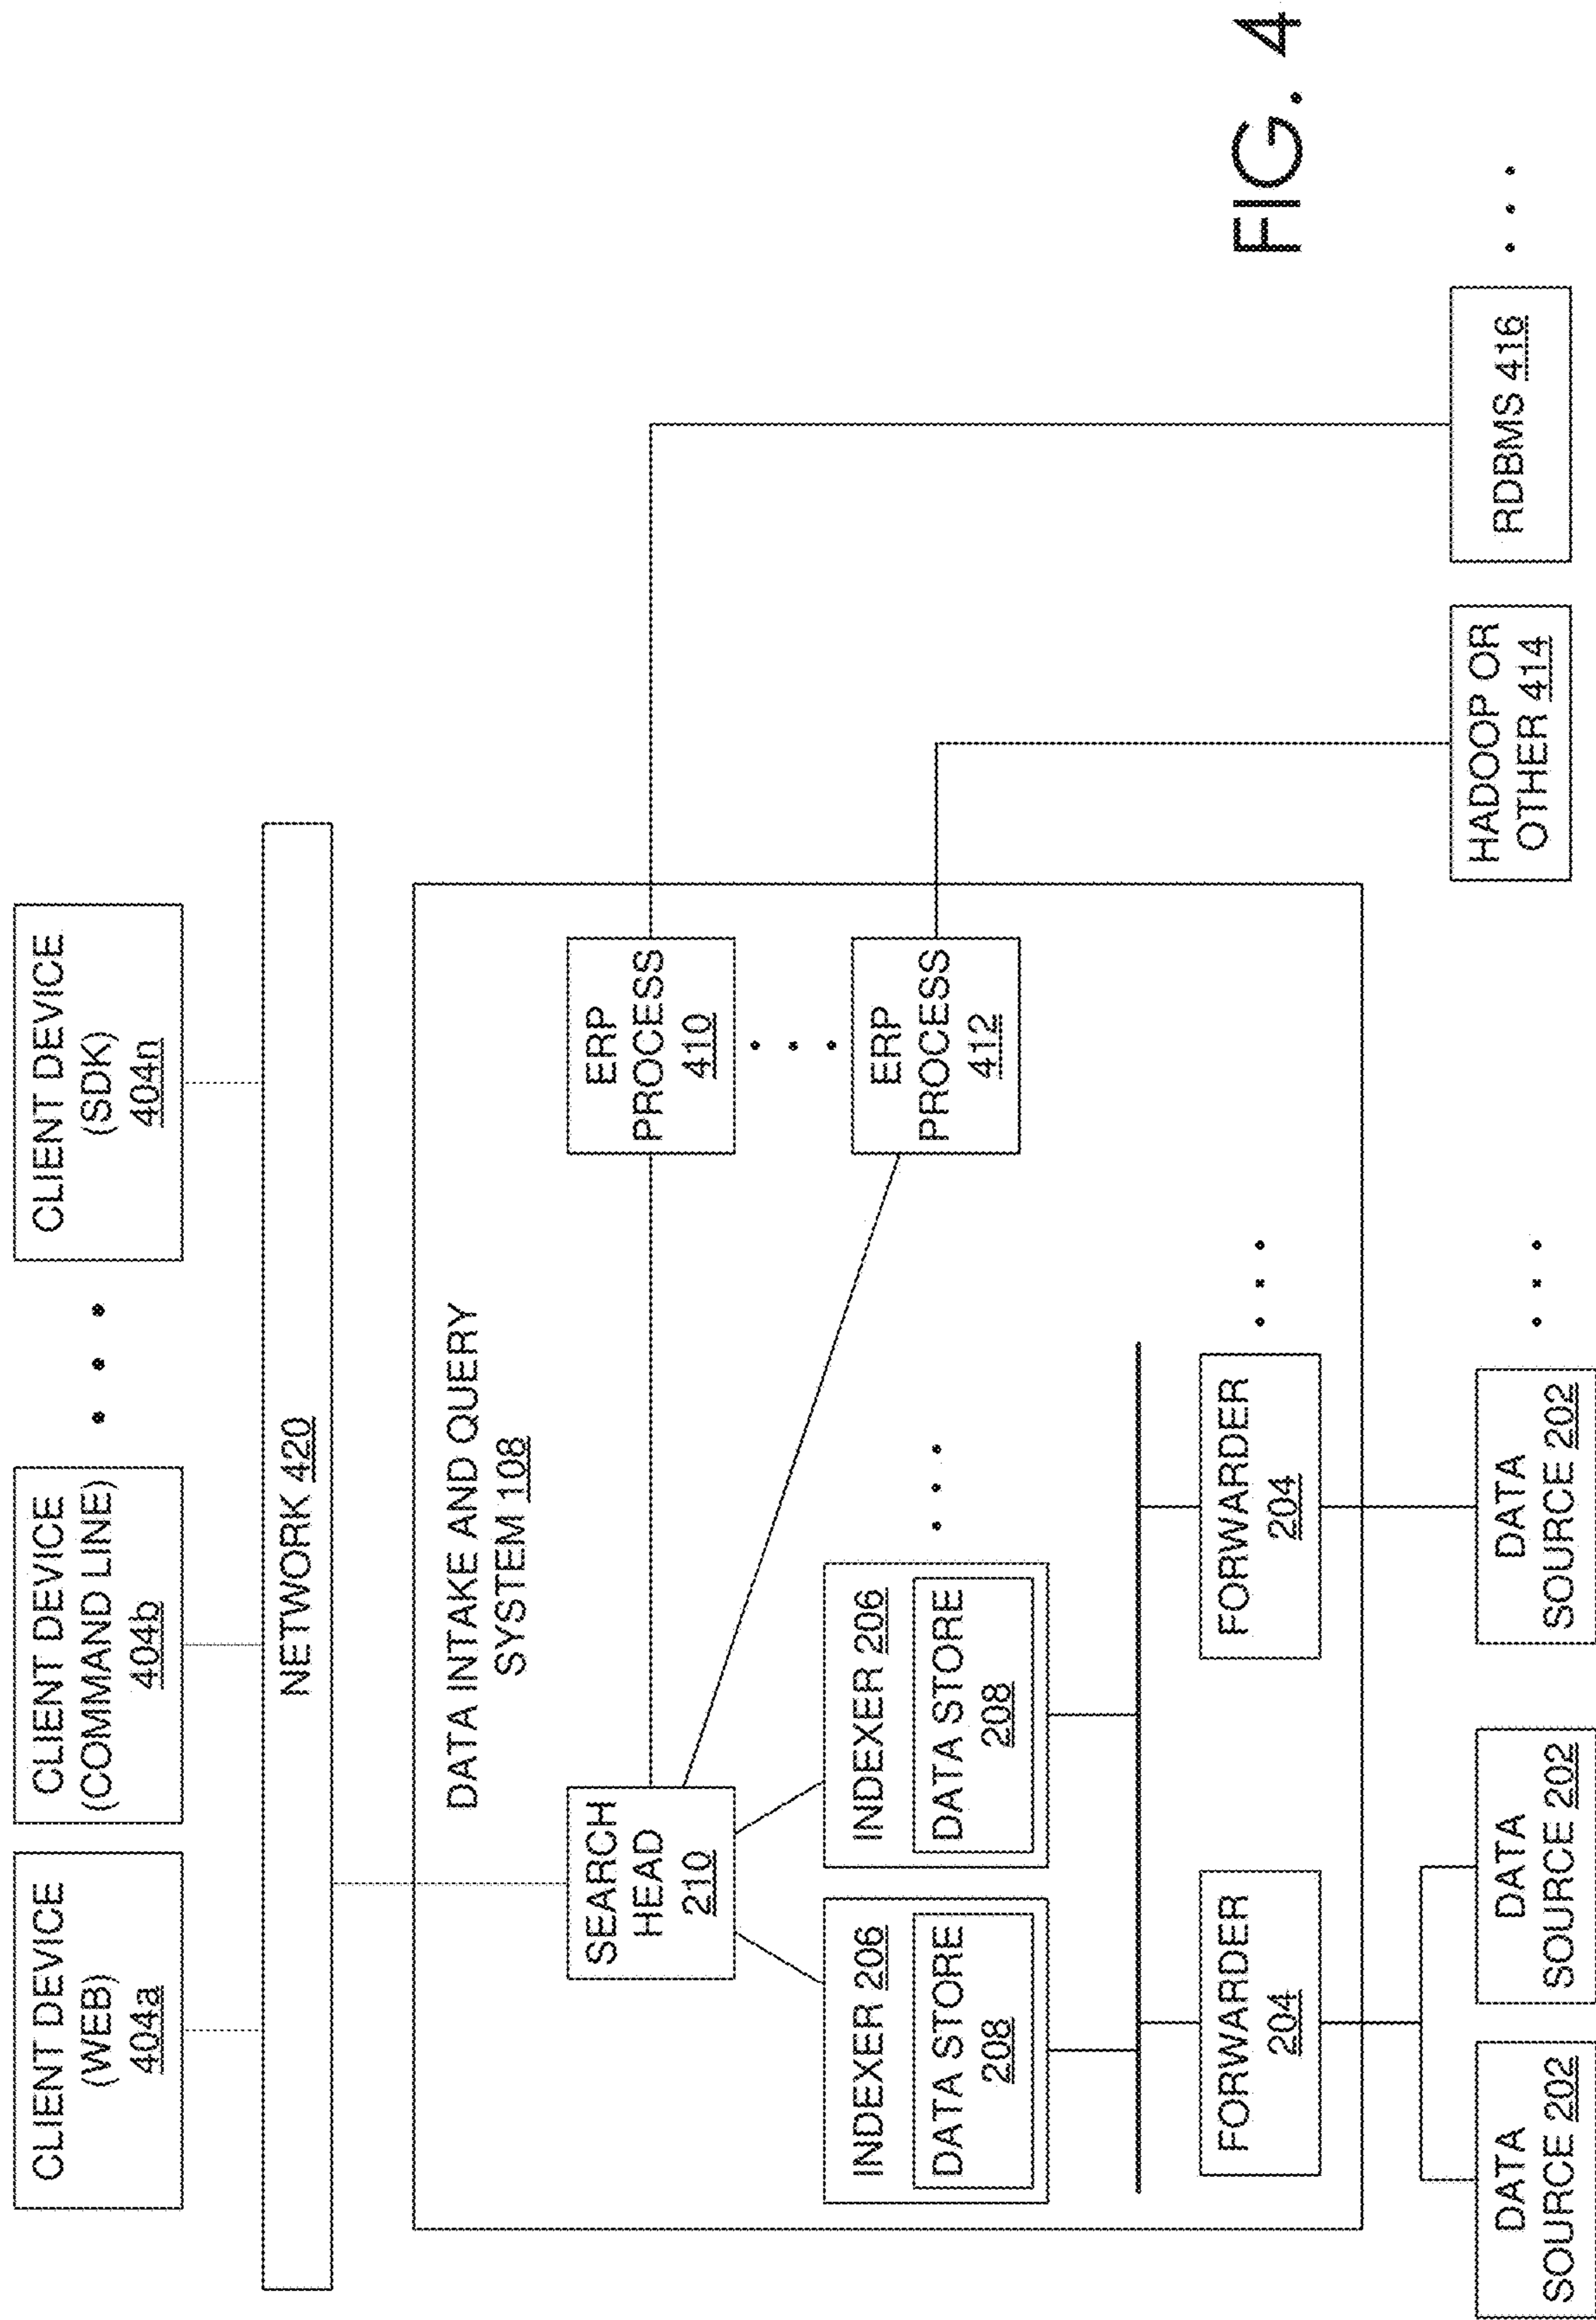 CLIENT DEVICE
(WEB)
404a
CLIENT DEVICE
(COMMAND LINE)
404b
CLIENT DEVICE
(SDK)
404n
NETWORK 420
DATA INTAKE AND QUERY
SYSTEM 108
SEARCH
HEAD
210
ERP
PROCESS
410
ERP
PROCESS
412
INDEXER 206
DATA STORE
208
INDEXER 206
DATA STORE
208
FORWARDER
204
FORWARDER
204
DATA
SOURCE 202
DATA
SOURCE 202
DATA
SOURCE 202
HADOOP OR
OTHER 414
RDBMS 416
FIG. 4